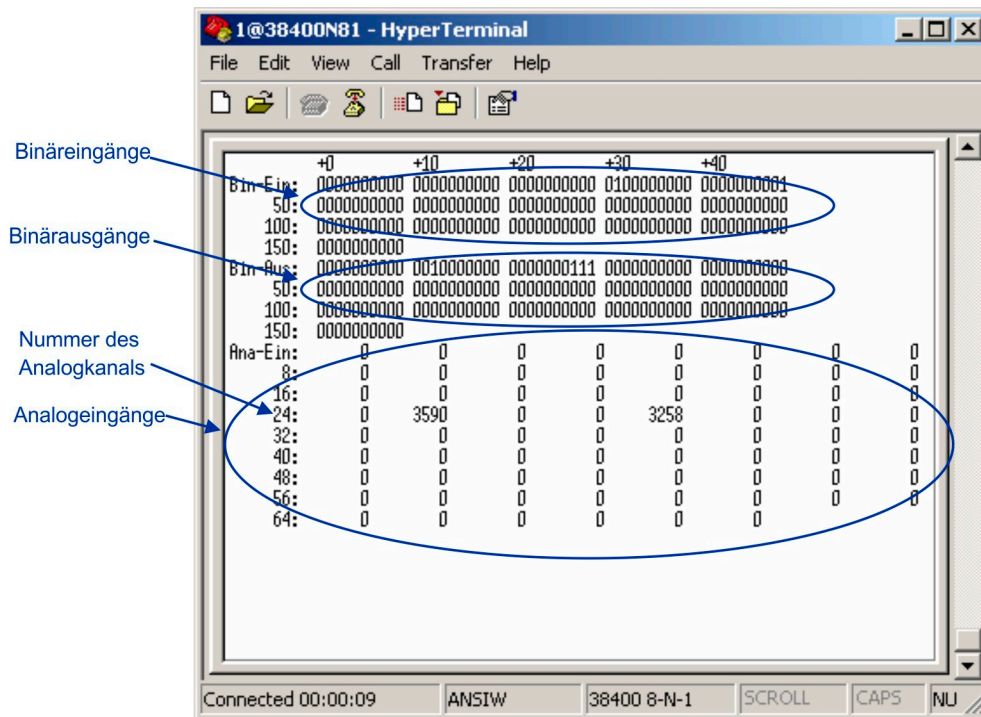 1@38400N81 - HyperTerminal
File Edit View Call Transfer Help
Binäreingänge
Binärausgänge
Nummer des
Analogkanals
Analogeingänge
+0 +10 +20 +30 +40
Bin-Ein: 0000000000 0000000000 0000000000 0100000000 0000000001
50: 0000000000 0000000000 0000000000 0000000000 0000000000
100: 0000000000 0000000000 0000000000 0000000000 0000000000
150: 0000000000
Bin-Aus: 0000000000 0010000000 0000000111 0000000000 0000000000
50: 0000000000 0000000000 0000000000 0000000000 0000000000
100: 0000000000 0000000000 0000000000 0000000000 0000000000
150: 0000000000
Ana-Ein: 0 0 0 0 0 0 0 0
8: 0 0 0 0 0 0 0 0
16: 0 0 0 0 0 0 0 0
24: 0 3590 0 0 3258 0 0 0
32: 0 0 0 0 0 0 0 0
40: 0 0 0 0 0 0 0 0
48: 0 0 0 0 0 0 0 0
56: 0 0 0 0 0 0 0 0
64: 0 0 0 0 0 0
Connected 00:00:09 ANSIW 38400 8-N-1 SCROLL CAPS NU